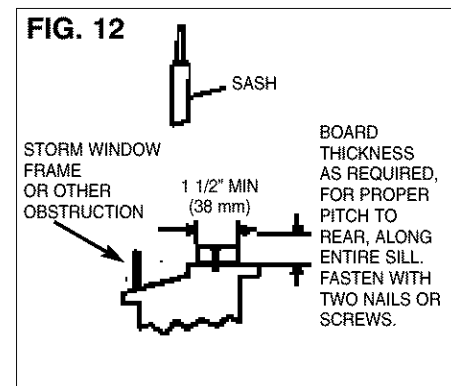 FIG. 12
SASH
STORM WINDOW
FRAME
OR OTHER
OBSTRUCTION
1 1/2" MIN
(38 mm)
BOARD
THICKNESS
AS REQUIRED,
FOR PROPER
PITCH TO
REAR, ALONG
ENTIRE SILL.
FASTEN WITH
TWO NAILS OR
SCREWS.